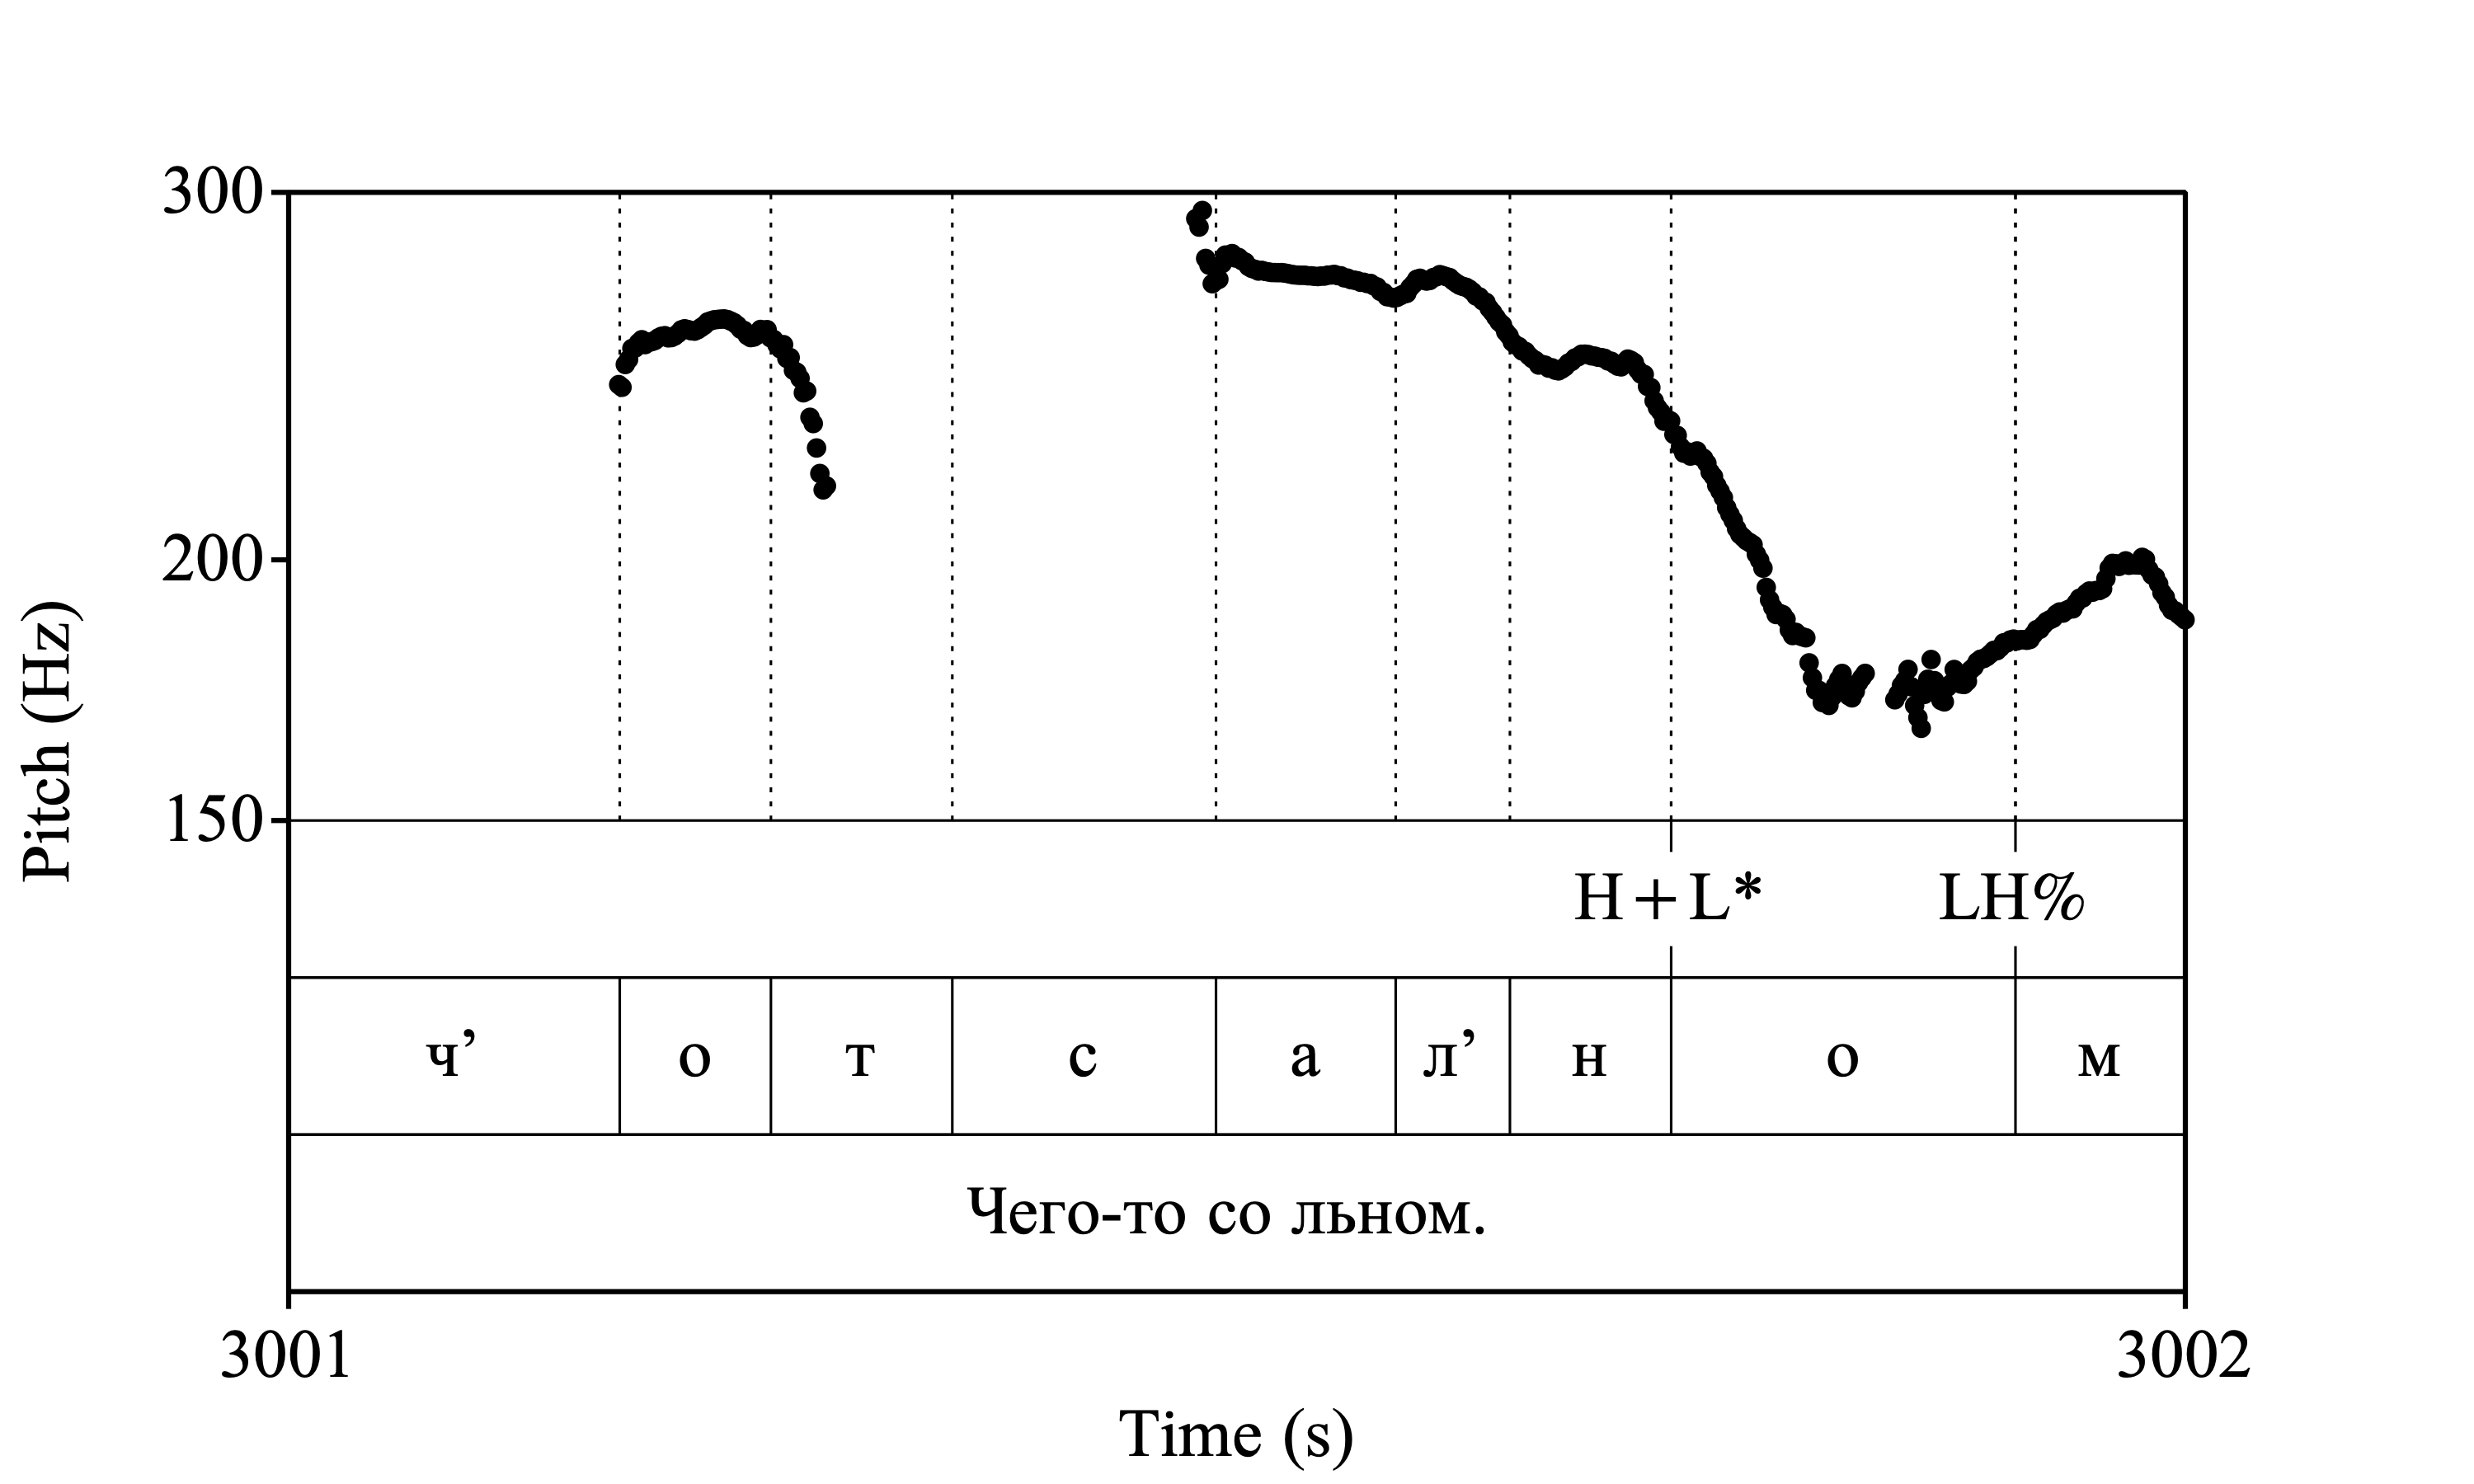 300
200
150
Pitch (Hz)
H+L* LH%
ч’ о т с а л’ н о м
Чего-то со льном.
3001 3002
Time (s)